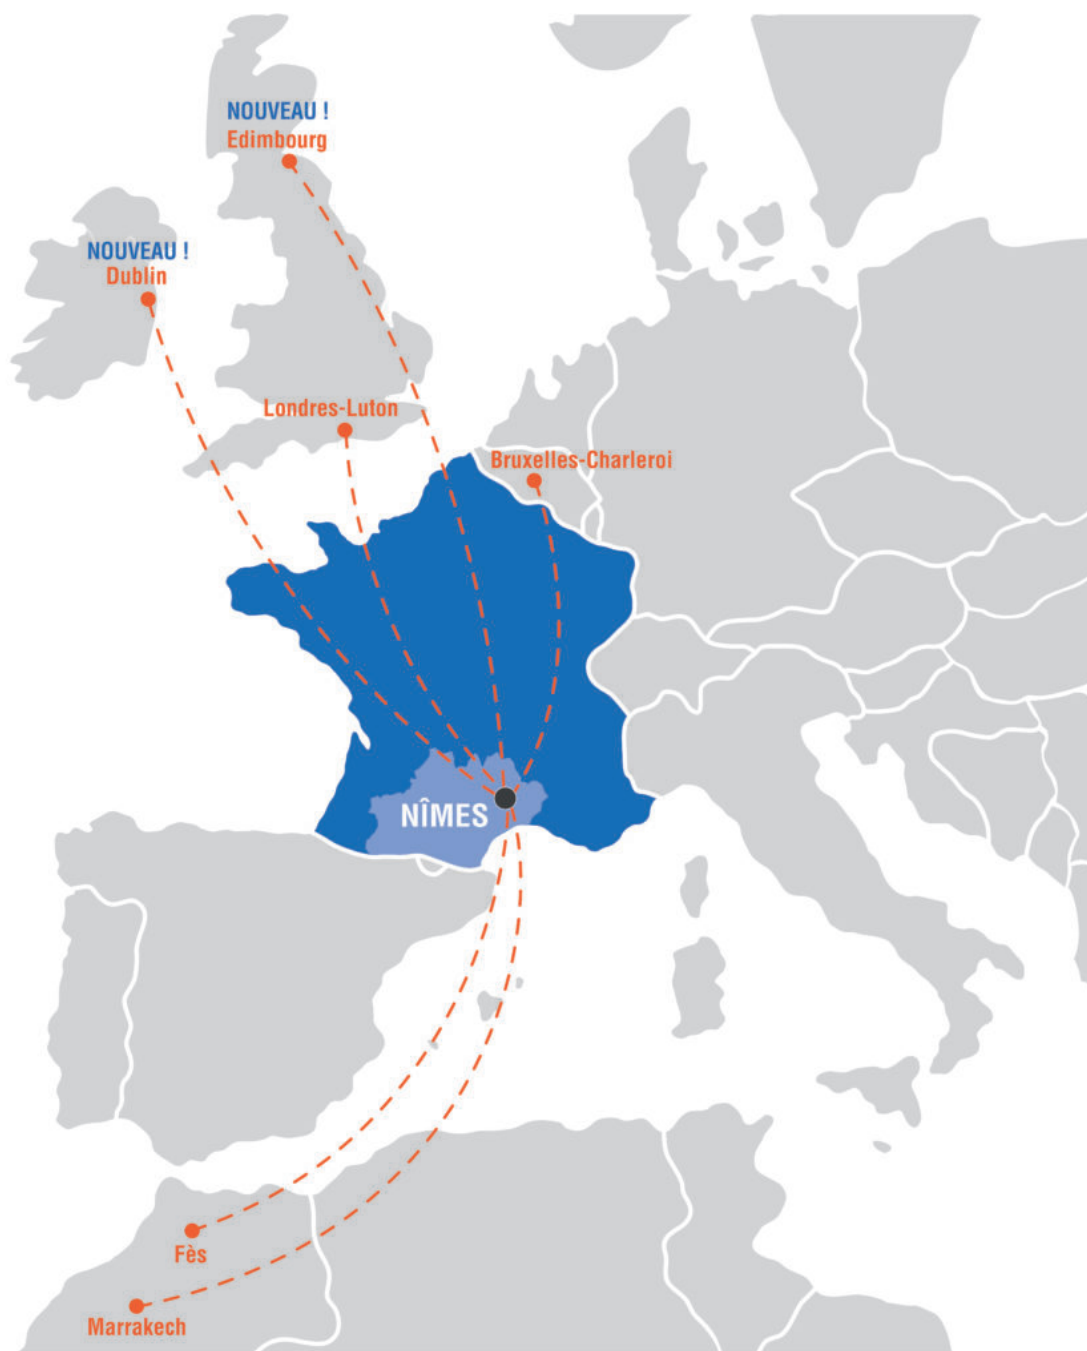 NOUVEAU !
Edimbourg
NOUVEAU !
Dublin
Londres-Luton
Bruxelles-Charleroi
NÎMES
Fès
Marrakech